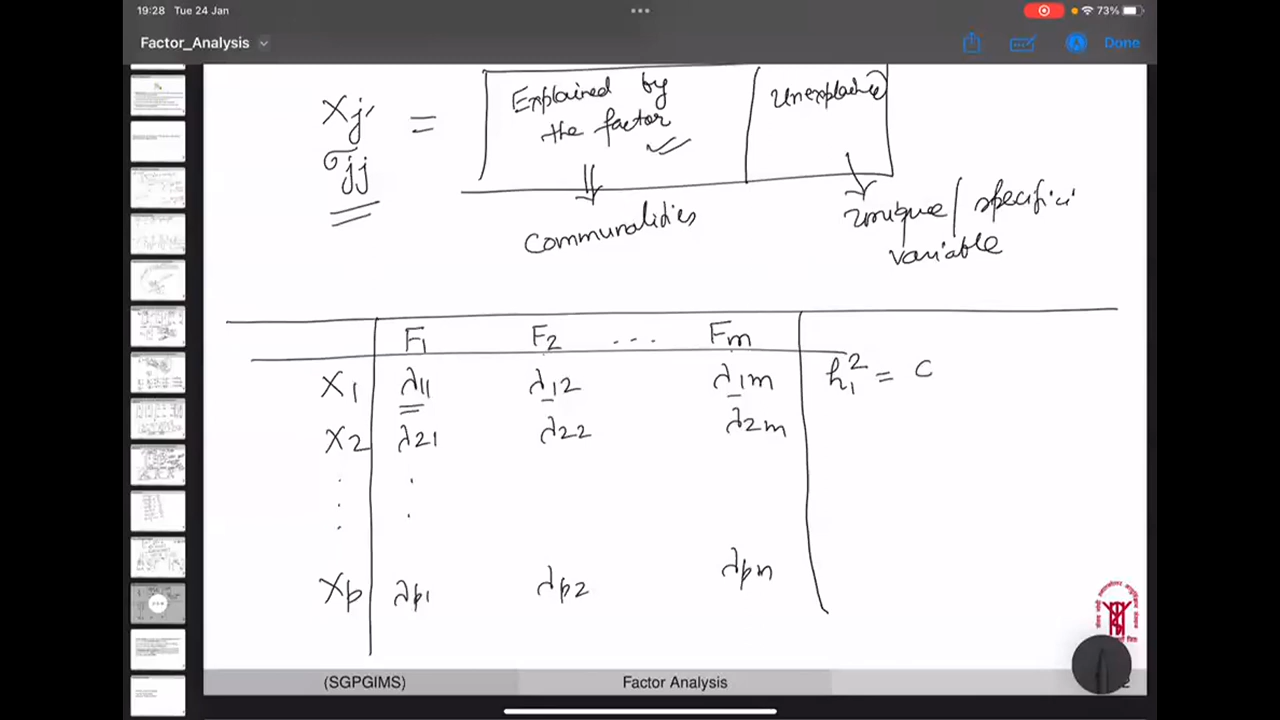 19:28 Tue 24 Jan
73%
Factor_Analysis
Done
Xj = Explained by the factor Unexplained
σjj
Communalities
Unique/ specific
variable
F1 F2 ... Fm
X1 λ11 λ12 λ1m h1² = C
X2 λ21 λ22 λ2m
Xp λp1 λp2 λpm
(SGPGIMS) Factor Analysis